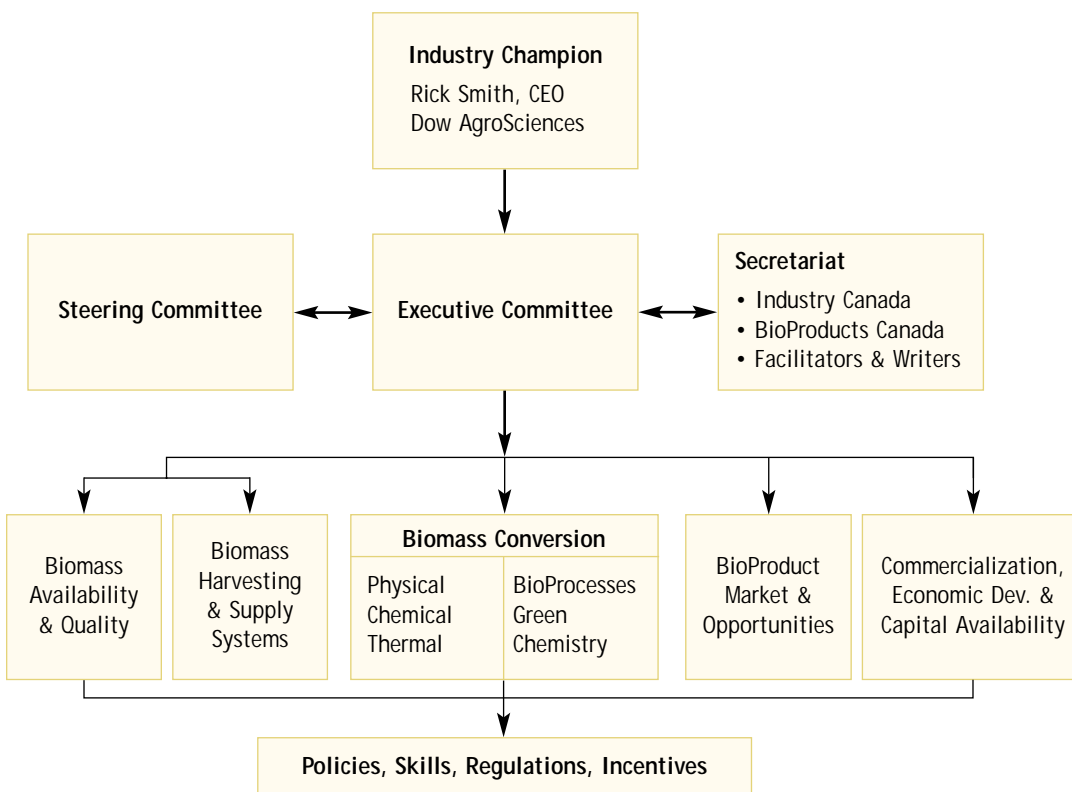 Industry Champion
Rick Smith, CEO
Dow AgroSciences
Steering Committee
Executive Committee
Secretariat
• Industry Canada
• BioProducts Canada
• Facilitators & Writers
Biomass
Availability
& Quality
Biomass
Harvesting
& Supply
Systems
Biomass Conversion
Physical
Chemical
Thermal
BioProcesses
Green
Chemistry
BioProduct
Market &
Opportunities
Commercialization,
Economic Dev. &
Capital Availability
Policies, Skills, Regulations, Incentives